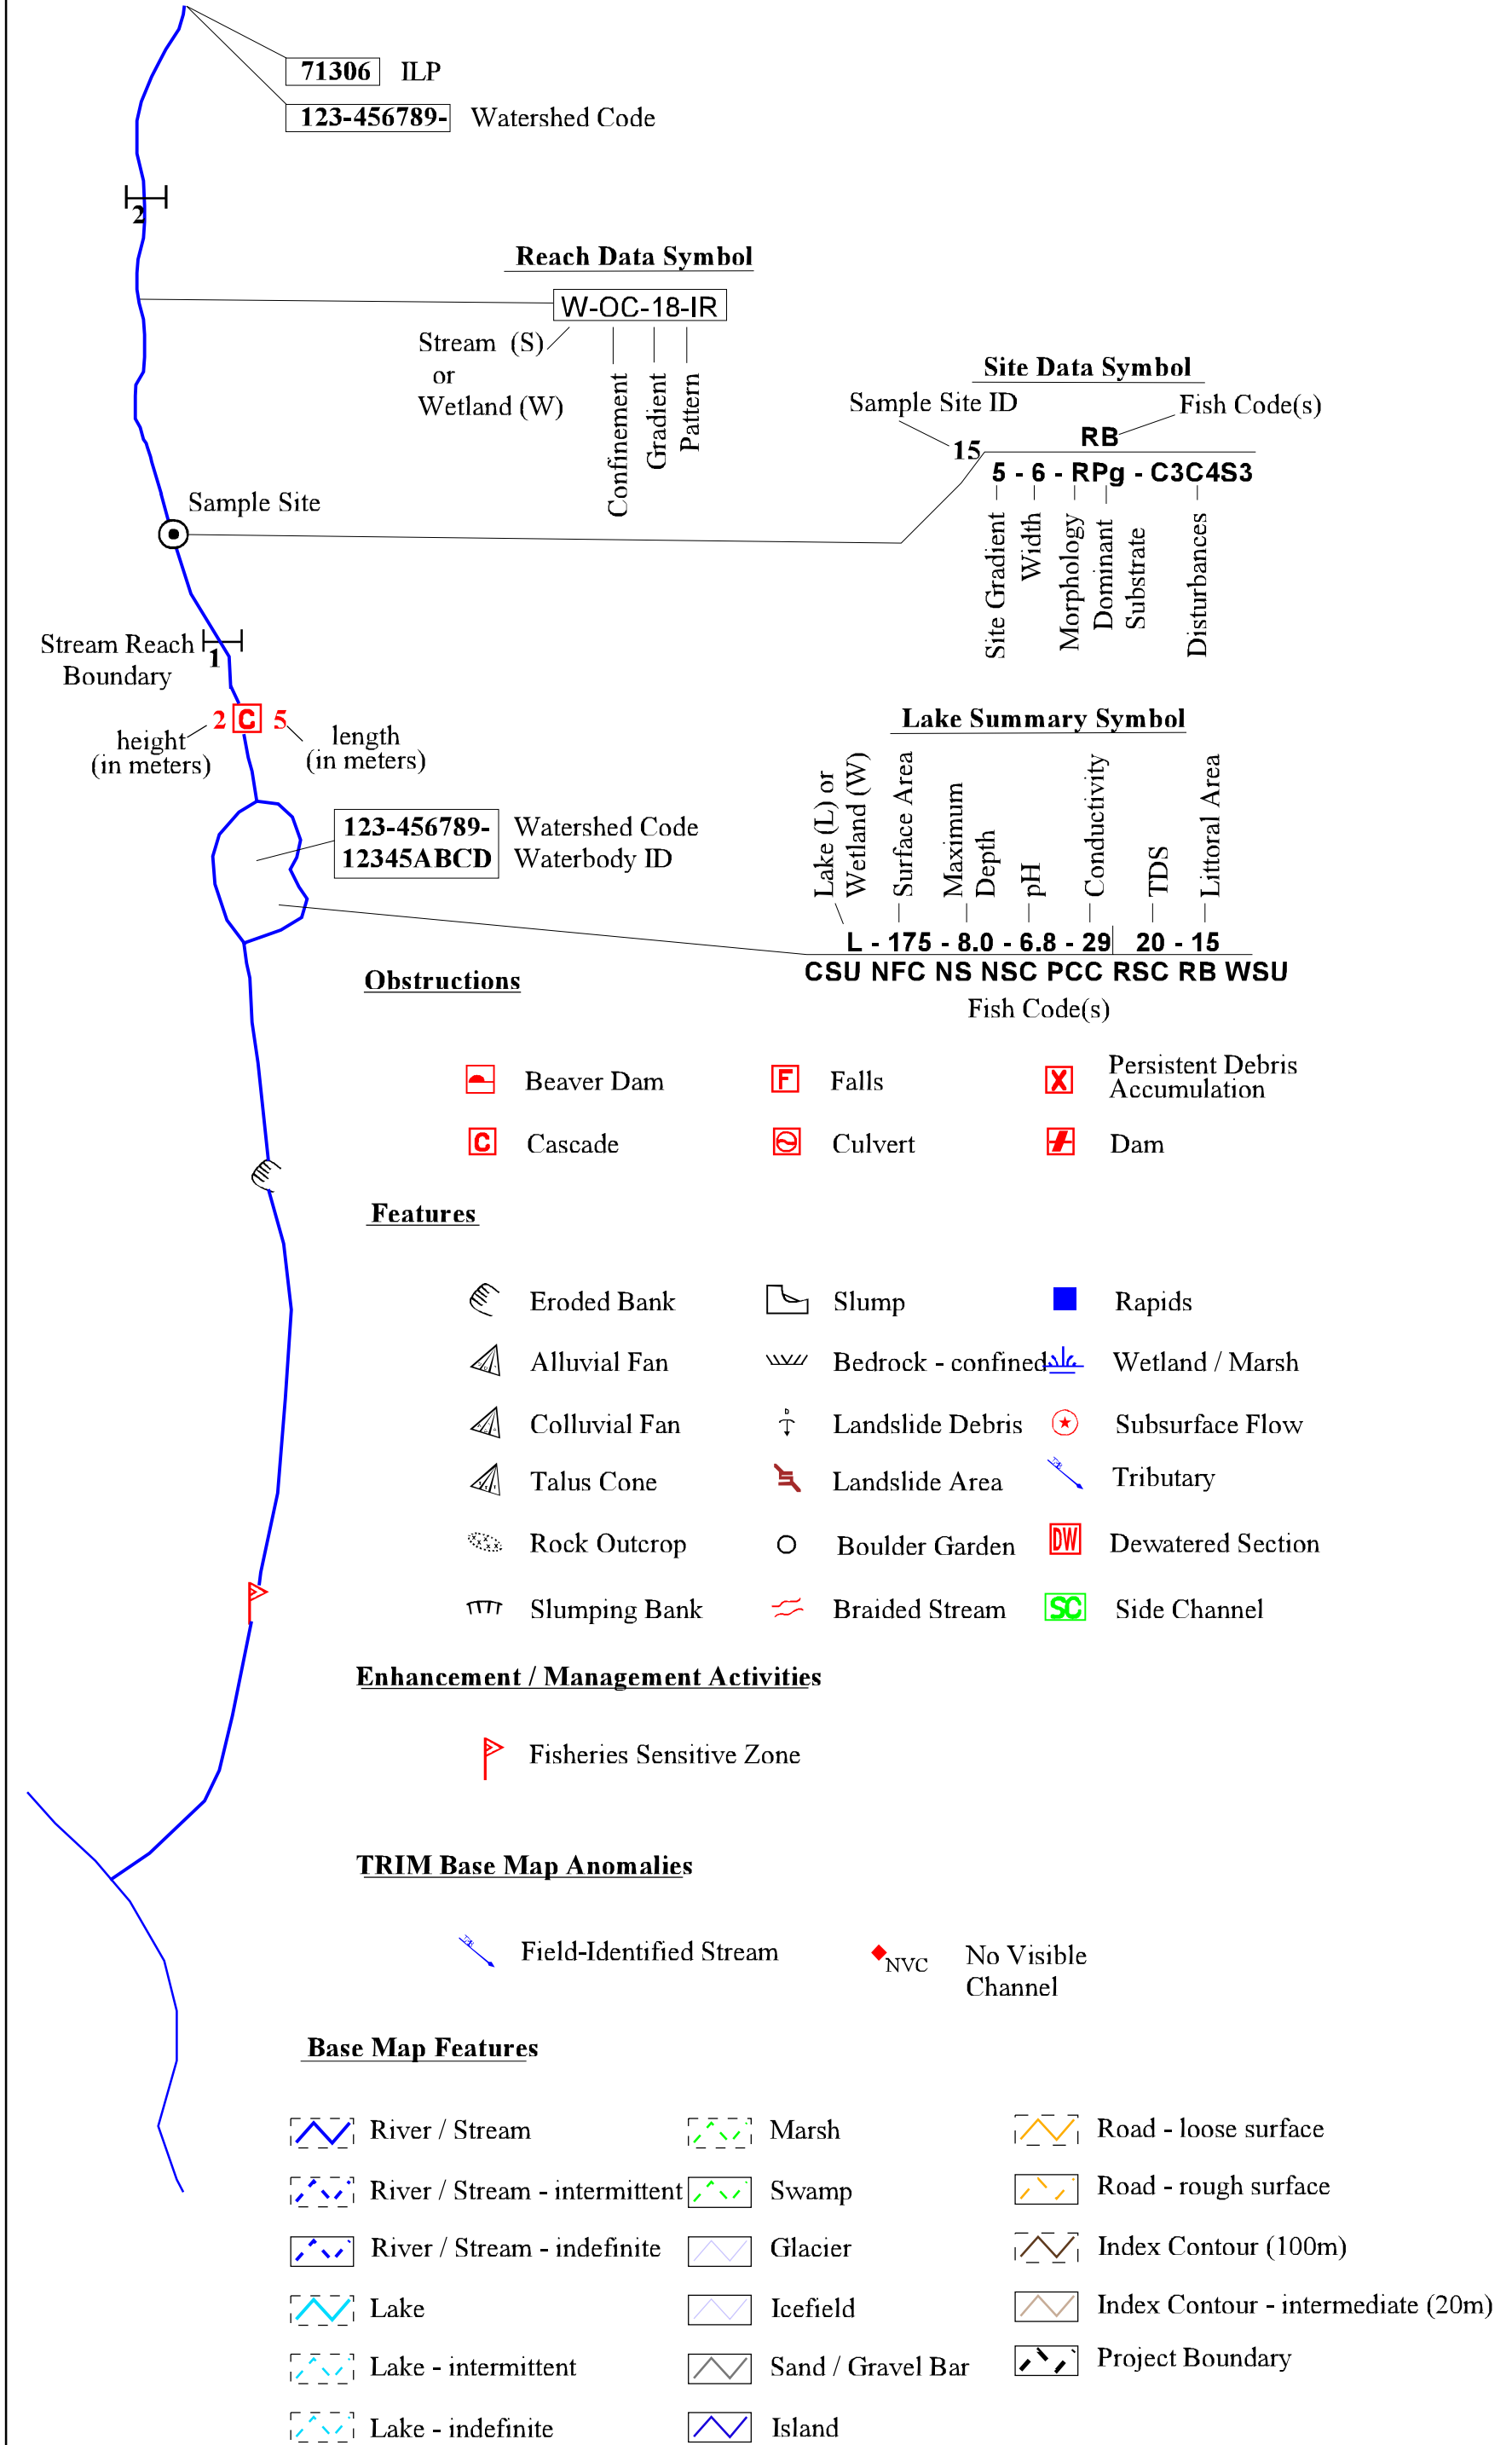 71306 ILP
123-456789- Watershed Code
2
Reach Data Symbol
W-OC-18-IR
Stream (S)
or
Wetland (W)
Confinement
Gradient
Pattern
Site Data Symbol
Sample Site ID
Fish Code(s)
15
RB
5 - 6 - RPg - C3C4S3
Site Gradient
Width
Morphology
Dominant
Substrate
Disturbances
Sample Site
Stream Reach
Boundary
1
2 C 5
height
(in meters)
length
(in meters)
123-456789- Watershed Code
12345ABCD Waterbody ID
Lake Summary Symbol
Lake (L) or
Wetland (W)
Surface Area
Maximum
Depth
pH
Conductivity
TDS
Littoral Area
L - 175 - 8.0 - 6.8 - 29 20 - 15
CSU NFC NS NSC PCC RSC RB WSU
Fish Code(s)
Obstructions
Beaver Dam
F Falls
X Persistent Debris
Accumulation
C Cascade
Culvert
Dam
Features
Eroded Bank
Slump
Rapids
Alluvial Fan
Bedrock - confined
Wetland / Marsh
Colluvial Fan
D Landslide Debris
Subsurface Flow
Talus Cone
Landslide Area
Tributary
Rock Outcrop
Boulder Garden
DW Dewatered Section
Slumping Bank
Braided Stream
SC Side Channel
Enhancement / Management Activities
Fisheries Sensitive Zone
TRIM Base Map Anomalies
Field-Identified Stream
NVC No Visible
Channel
Base Map Features
River / Stream
Marsh
Road - loose surface
River / Stream - intermittent
Swamp
Road - rough surface
River / Stream - indefinite
Glacier
Index Contour (100m)
Lake
Icefield
Index Contour - intermediate (20m)
Lake - intermittent
Sand / Gravel Bar
Project Boundary
Lake - indefinite
Island